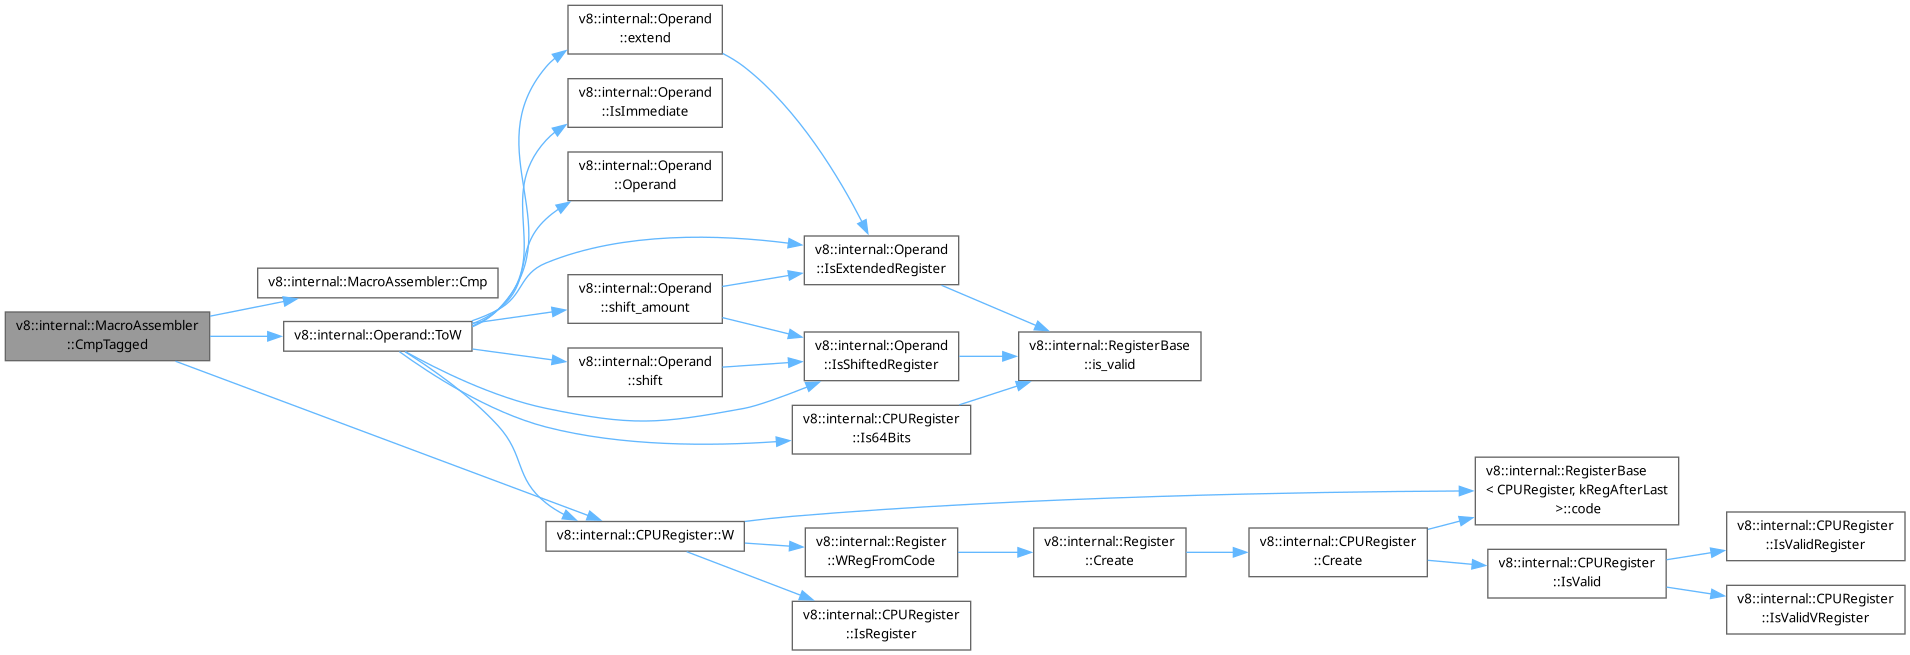 v8::internal::MacroAssembler
::CmpTagged
v8::internal::MacroAssembler::Cmp
v8::internal::Operand::ToW
v8::internal::Operand
::extend
v8::internal::Operand
::IsImmediate
v8::internal::Operand
::Operand
v8::internal::Operand
::shift_amount
v8::internal::Operand
::shift
v8::internal::CPURegister::W
v8::internal::Operand
::IsExtendedRegister
v8::internal::Operand
::IsShiftedRegister
v8::internal::CPURegister
::Is64Bits
v8::internal::Register
::WRegFromCode
v8::internal::CPURegister
::IsRegister
v8::internal::RegisterBase
::is_valid
v8::internal::Register
::Create
v8::internal::CPURegister
::Create
v8::internal::RegisterBase
< CPURegister, kRegAfterLast
>::code
v8::internal::CPURegister
::IsValid
v8::internal::CPURegister
::IsValidRegister
v8::internal::CPURegister
::IsValidVRegister